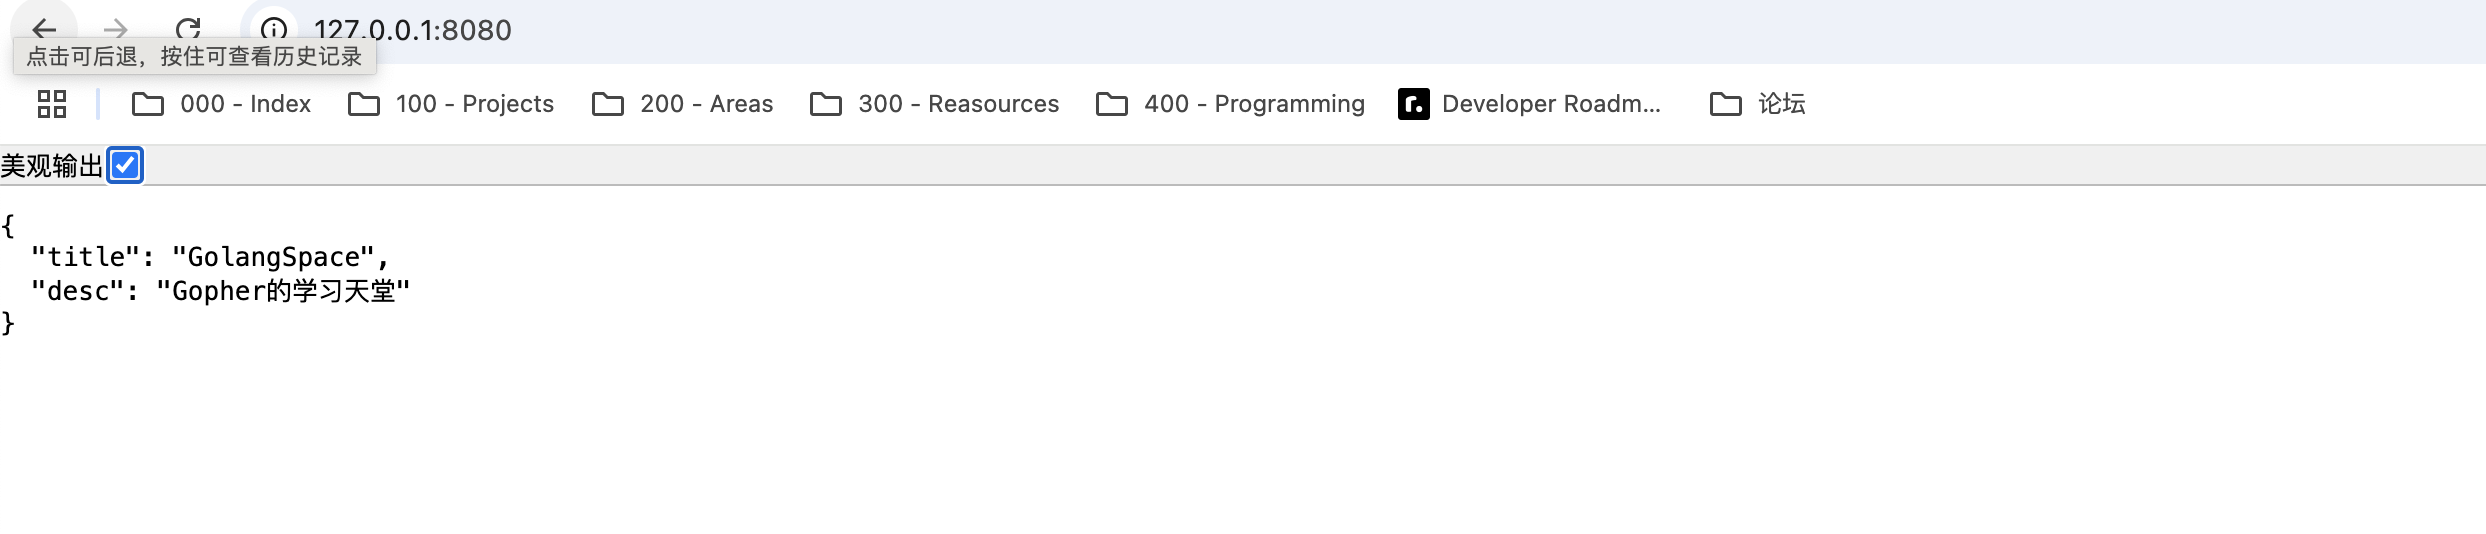 127.0.0.1:8080
点击可后退，按住可查看历史记录
000 - Index 100 - Projects 200 - Areas 300 - Reasources 400 - Programming r. Developer Roadm... 论坛
美观输出
{
"title": "GolangSpace",
"desc": "Gopher的学习天堂"
}